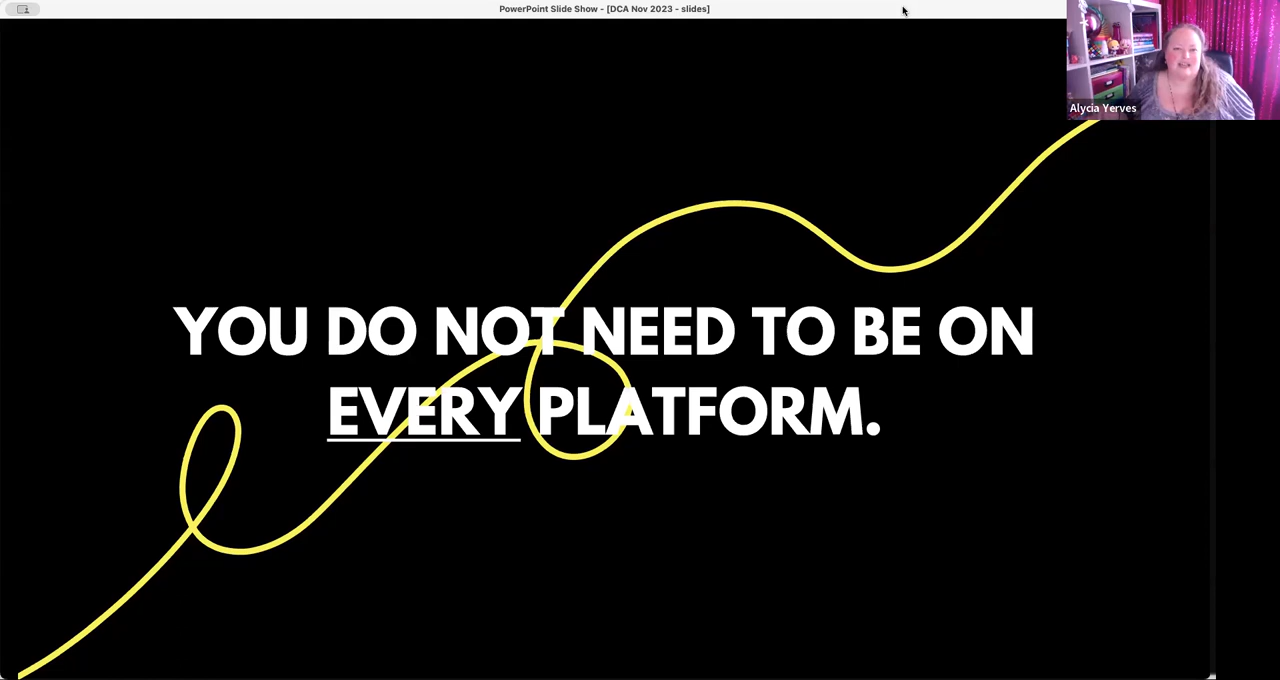 PowerPoint Slide Show - [DCA Nov 2023 - slides]
Alycia Yerves
YOU DO NOT NEED TO BE ON
EVERY PLATFORM.